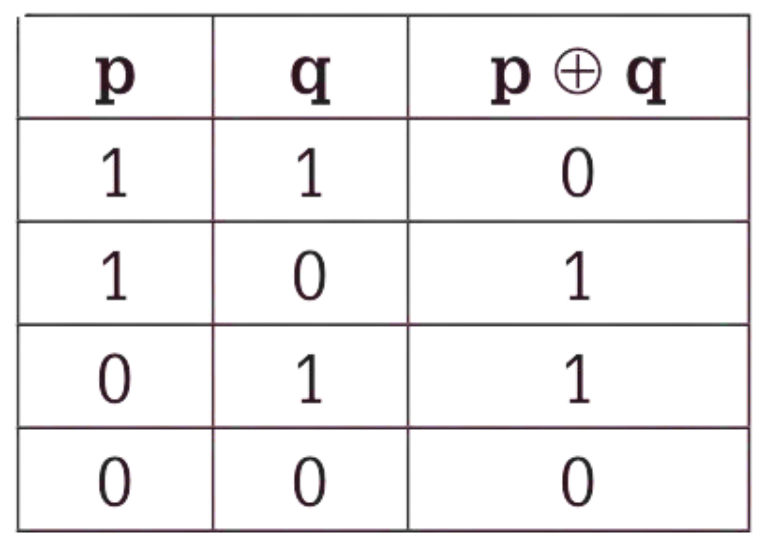 p q p ⊕ q
1 1 0
1 0 1
0 1 1
0 0 0